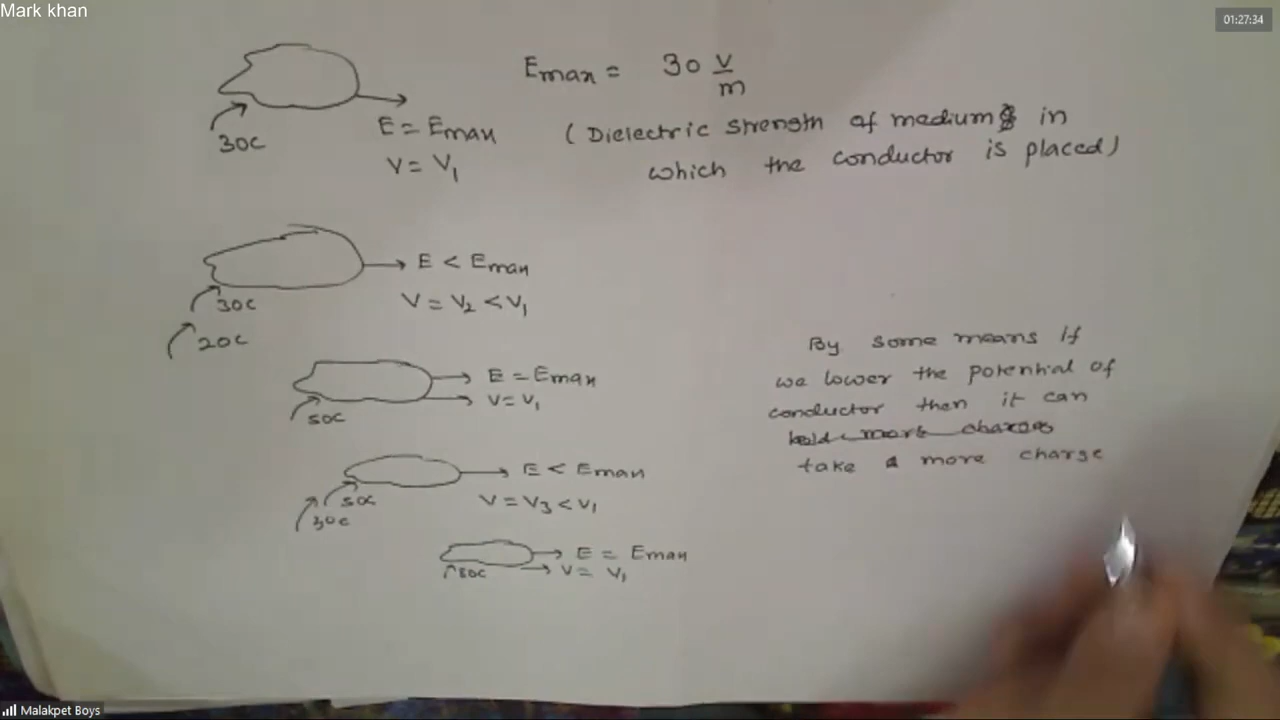 Mark khan
01:27:34
Emax = 30 V/m
30C
E = Emax
V = V1
( Dielectric strength of medium in
which the conductor is placed)
E < Emax
V = V2 < V1
30C
20C
E = Emax
V = V1
50C
E < Emax
V = V3 < V1
50C
30C
E = Emax
V = V1
80C
By some means if
we lower the potential of
conductor then it can
hold more charges
take a more charge
Malakpet Boys